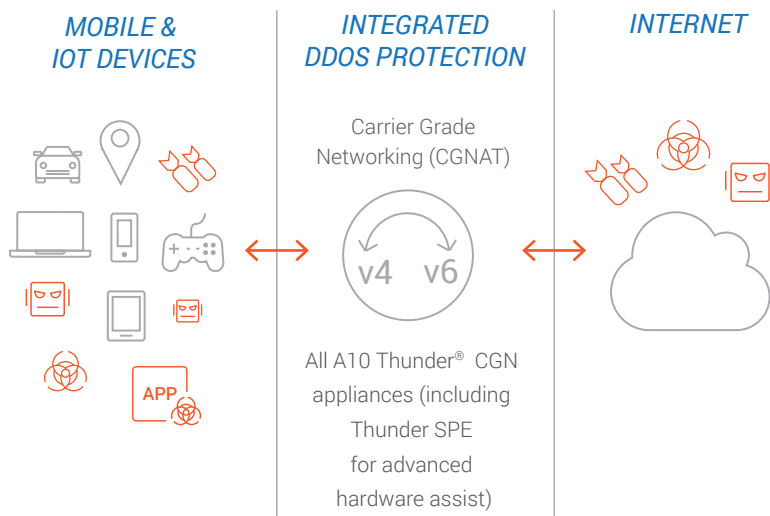 MOBILE &
IOT DEVICES
INTEGRATED
DDOS PROTECTION
INTERNET
Carrier Grade
Networking (CGNAT)
v4 v6
APP
All A10 Thunder® CGN
appliances (including
Thunder SPE
for advanced
hardware assist)